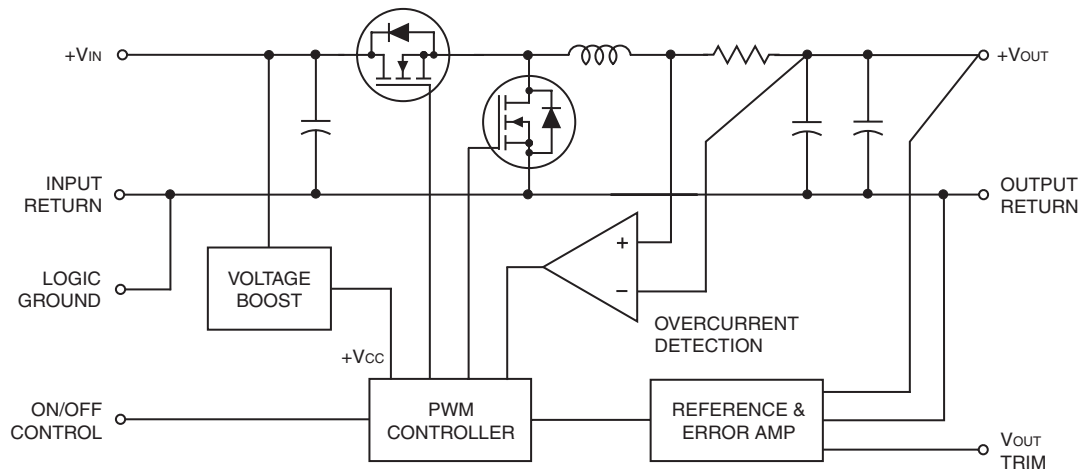 +VIN
+VOUT
INPUT
RETURN
OUTPUT
RETURN
LOGIC
GROUND
VOLTAGE
BOOST
+
−
OVERCURRENT
DETECTION
+VCC
ON/OFF
CONTROL
PWM
CONTROLLER
REFERENCE &
ERROR AMP
VOUT
TRIM